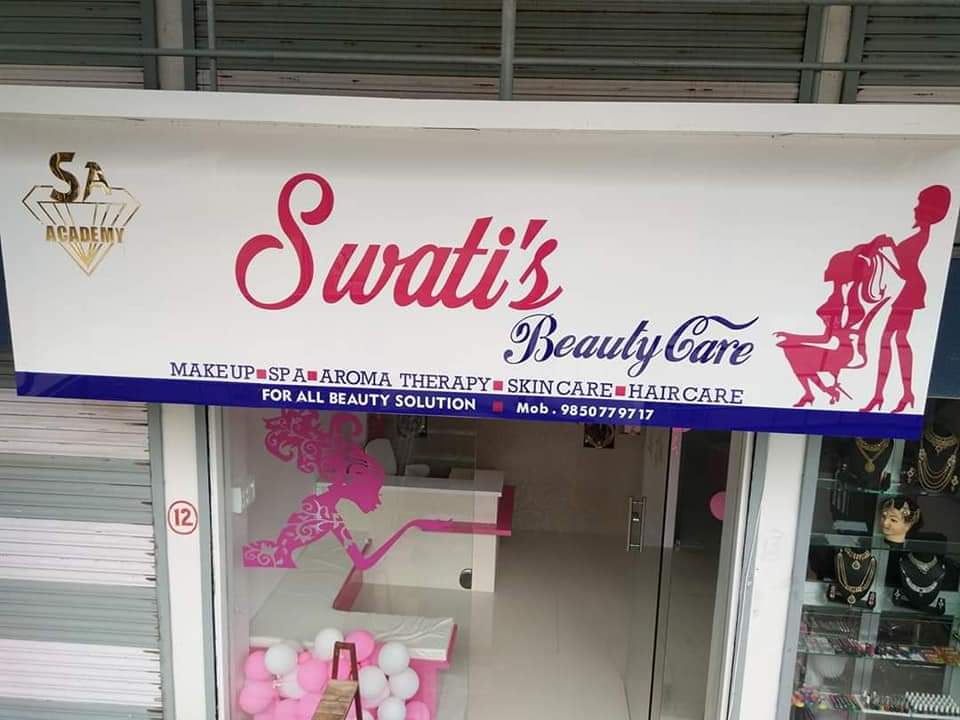 SA
ACADEMY
Swati's
Beauty Care
MAKEUP▪SPA▪AROMA THERAPY▪SKIN CARE▪HAIR CARE
FOR ALL BEAUTY SOLUTION ▪ Mob. 9850779717
12